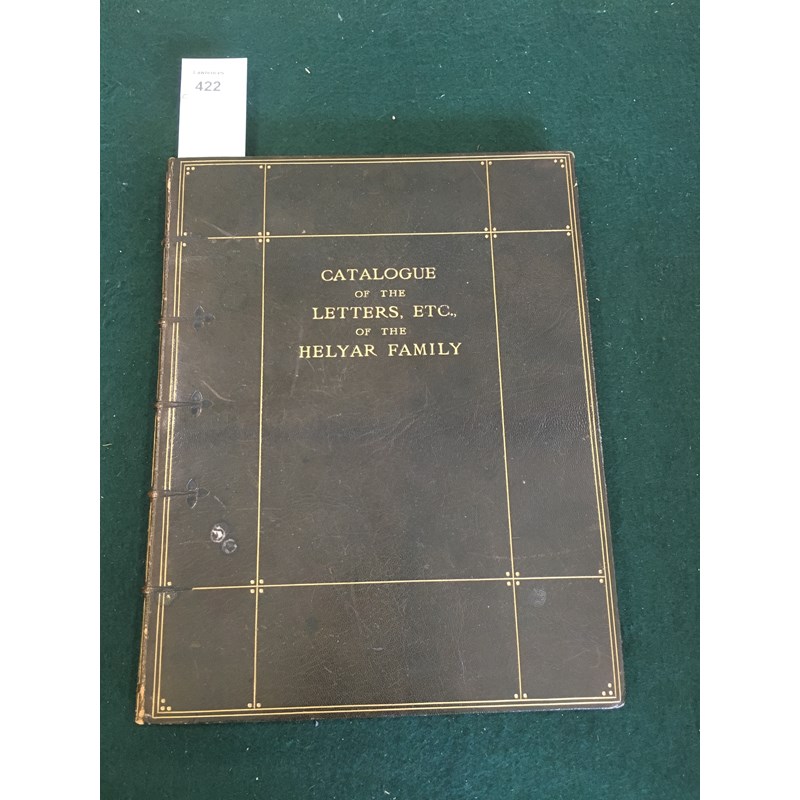 422
CATALOGUE
OF THE
LETTERS, ETC.,
OF THE
HELYAR FAMILY